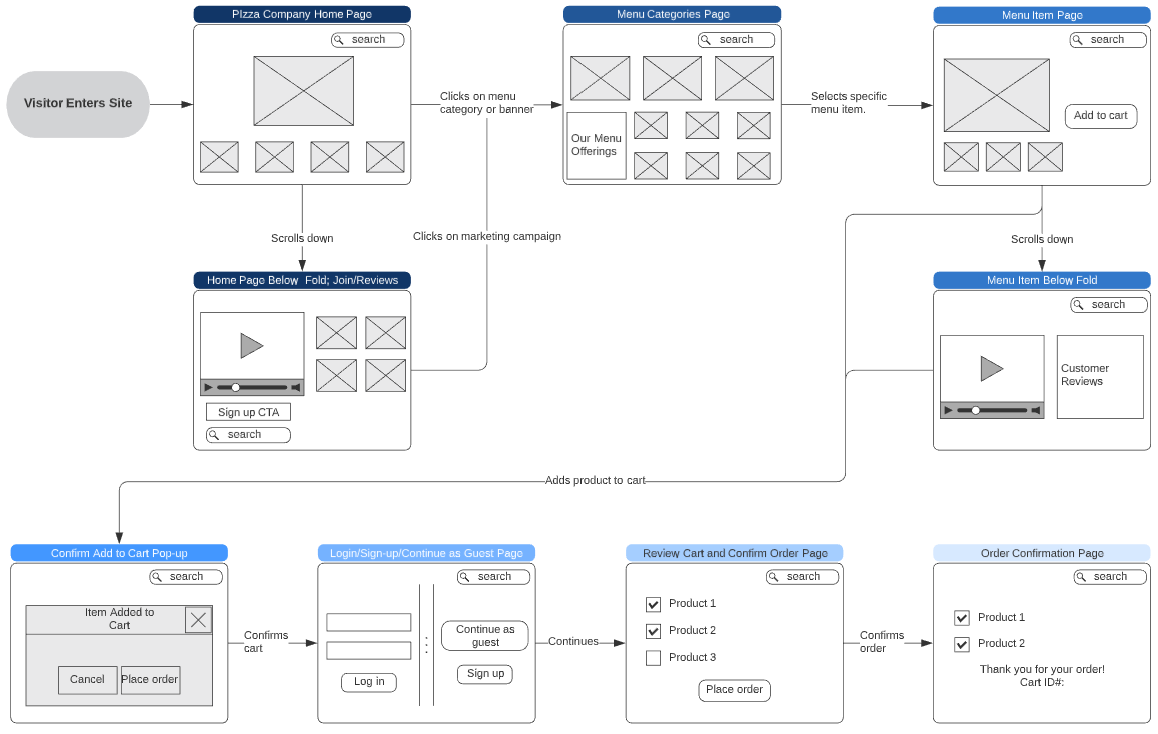 PIzza Company Home Page
Menu Categories Page
Menu Item Page
search
search
search
Visitor Enters Site
Clicks on menu
category or banner
Selects specific
menu item.
Add to cart
Our Menu
Offerings
Scrolls down
Clicks on marketing campaign
Scrolls down
Home Page Below Fold; Join/Reviews
Menu Item Below Fold
search
Customer
Reviews
Sign up CTA
search
Adds product to cart
Confirm Add to Cart Pop-up
Login/Sign-up/Continue as Guest Page
Review Cart and Confirm Order Page
Order Confirmation Page
search
search
search
search
Item Added to
Cart
Cancel
Place order
Confirms
cart
Continue as
guest
Log in
Sign up
Continues
Product 1
Product 2
Product 3
Place order
Confirms
order
Product 1
Product 2
Thank you for your order!
Cart ID#: